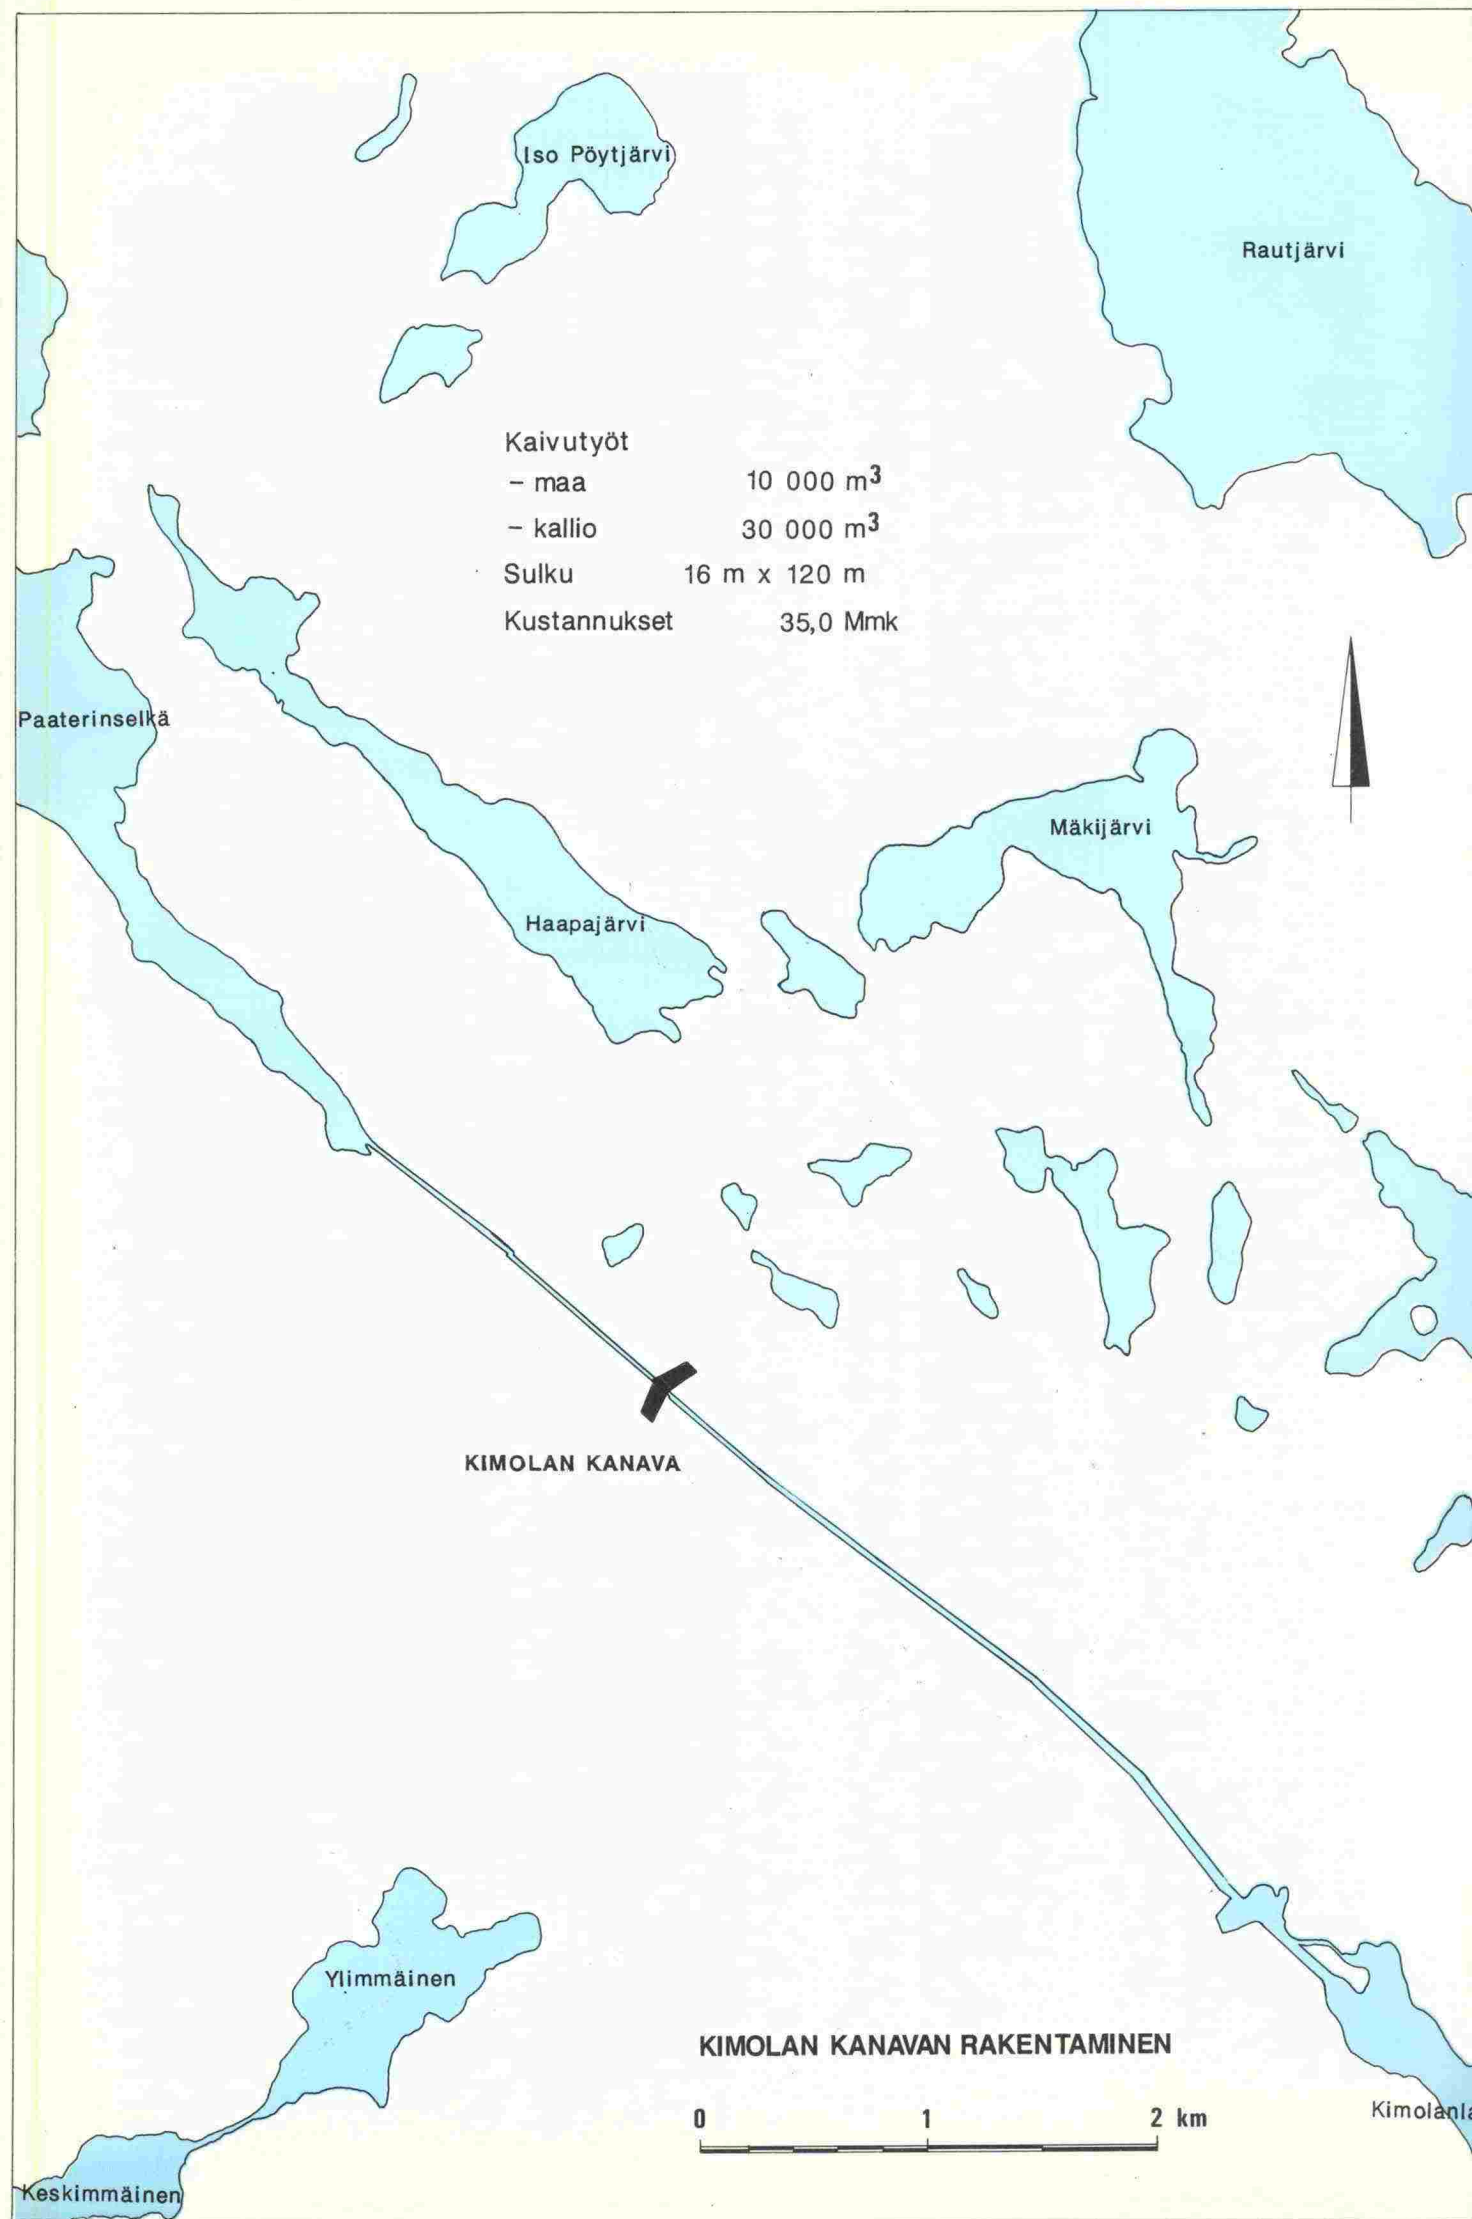 Iso Pöytjärvi
Rautjärvi
Kaivutyöt
– maa 10 000 m³
– kallio 30 000 m³
Sulku 16 m x 120 m
Kustannukset 35,0 Mmk
Paaterinselkä
Mäkijärvi
Haapajärvi
KIMOLAN KANAVA
Ylimmäinen
KIMOLAN KANAVAN RAKENTAMINEN
0 1 2 km
Kimolanla
Keskimmäinen